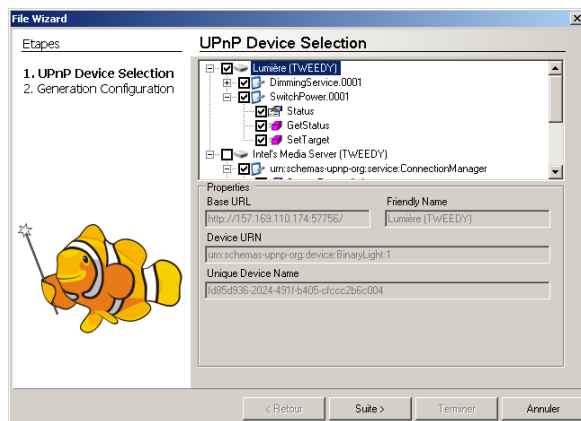 File Wizard
Etapes
UPnP Device Selection
1. UPnP Device Selection
2. Generation Configuration
Lumière (TWEEDY)
DimmingService.0001
SwitchPower.0001
Status
GetStatus
SetTarget
Intel's Media Server (TWEEDY)
urn:schemas-upnp-org:service:ConnectionManager
Properties
Base URL Friendly Name
http://157.169.110.174:57756/ Lumière (TWEEDY)
Device URN
urn:schemas-upnp-org:device:BinaryLight:1
Unique Device Name
fd85d936-2024-491f-b405-cfccc2b6c004
< Retour Suite > Terminer Annuler